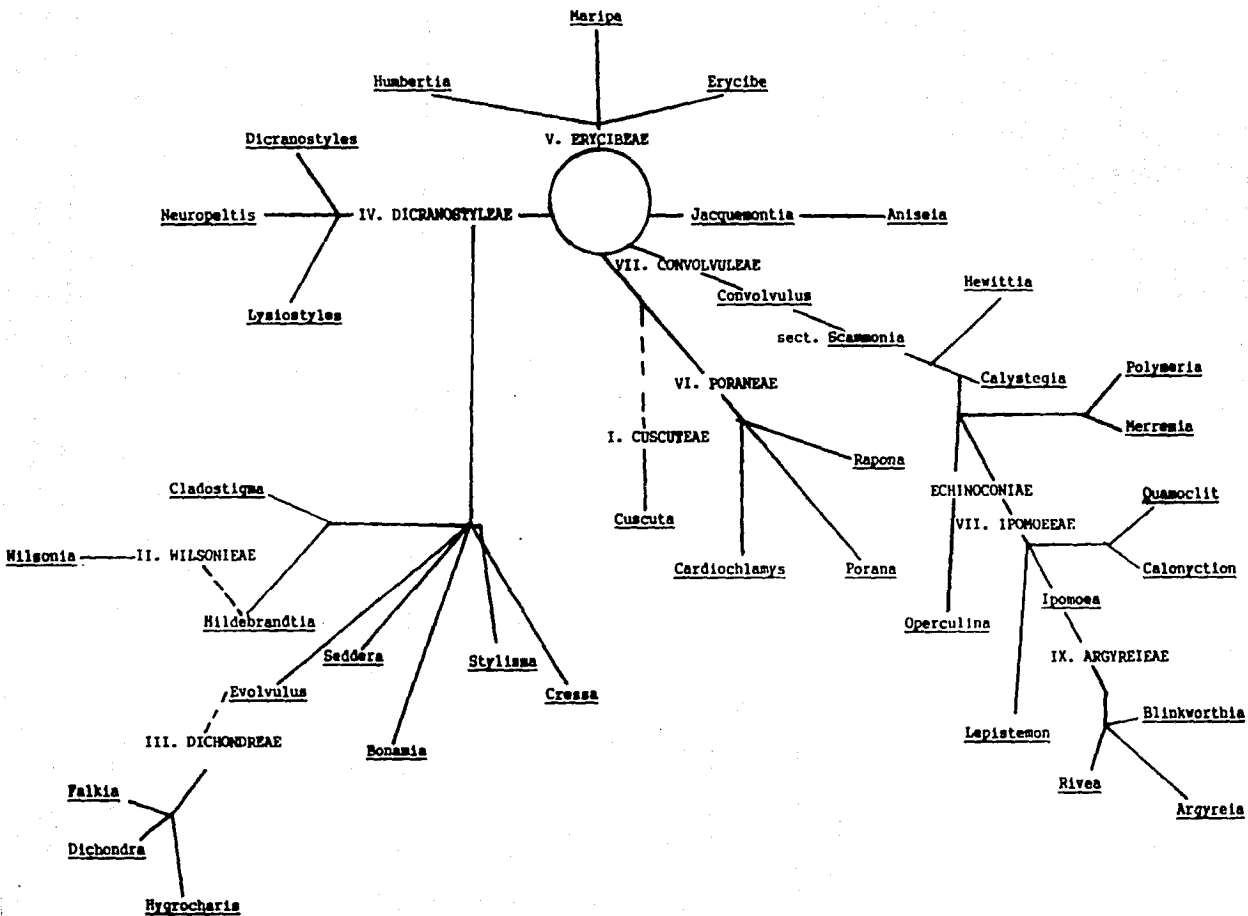 Maripa
Humbertia
Erycibe
V. ERYCIBEAE
Dicranostyles
Neuropeltis
IV. DICRANOSTYLEAE
Jacquemontia
Aniseia
VII. CONVOLVULEAE
Lysiostyles
Convolvulus
Hewittia
sect. Scammonia
Calystegia
Polymeria
VI. PORANEAE
Merremia
I. CUSCUTEAE
Rapona
Cladostigma
Cuscuta
ECHINOCONIAE
Quamoclit
VII. IPOMOEEAE
Wilsonia
II. WILSONIEAE
Cardiochlamys
Porana
Calonyction
Hildebrandtia
Ipomoea
Operculina
Seddera
Stylisma
IX. ARGYREIEAE
Evolvulus
Cressa
Blinkworthia
III. DICHONDREAE
Bonamia
Lepistemon
Falkia
Rivea
Argyreia
Dichondra
Hygrocharis